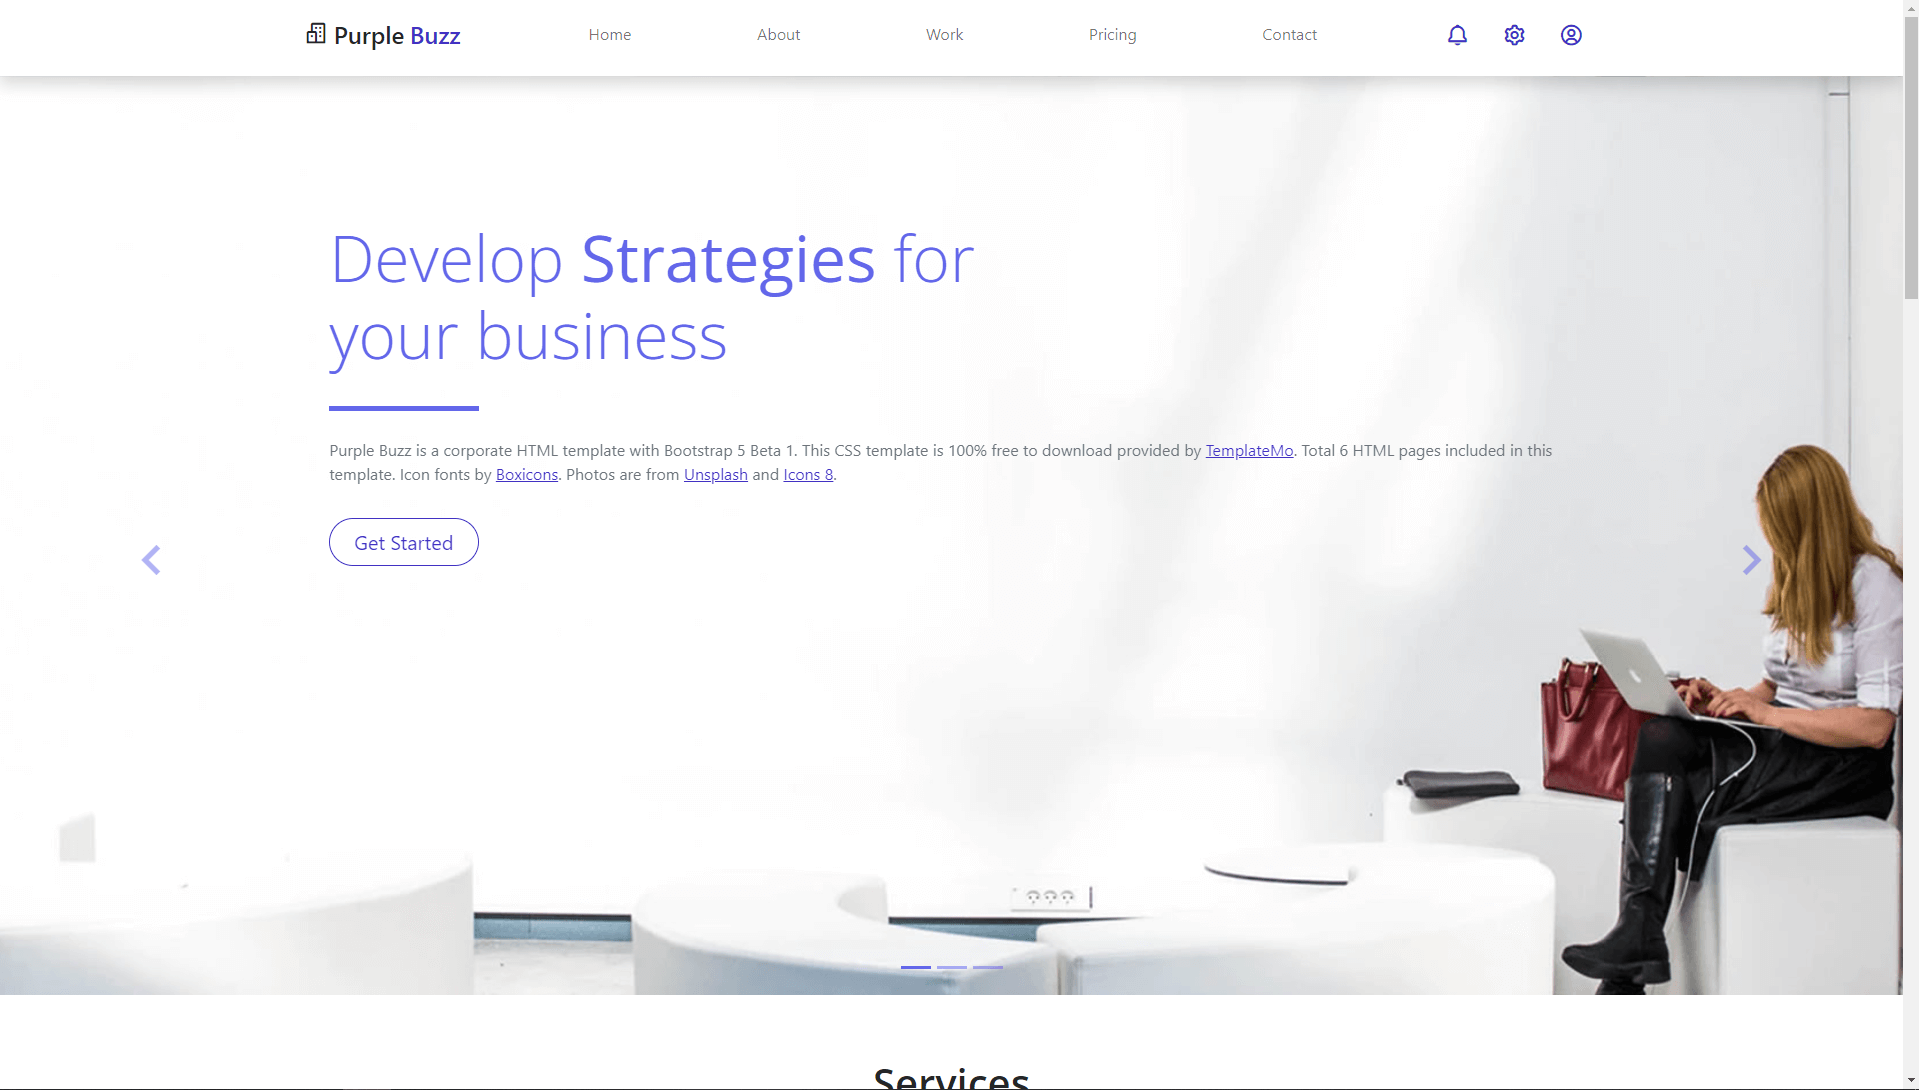 Purple Buzz
Home
About
Work
Pricing
Contact
Develop Strategies for
your business
Purple Buzz is a corporate HTML template with Bootstrap 5 Beta 1. This CSS template is 100% free to download provided by TemplateMo. Total 6 HTML pages included in this
template. Icon fonts by Boxicons. Photos are from Unsplash and Icons 8.
Get Started
Services